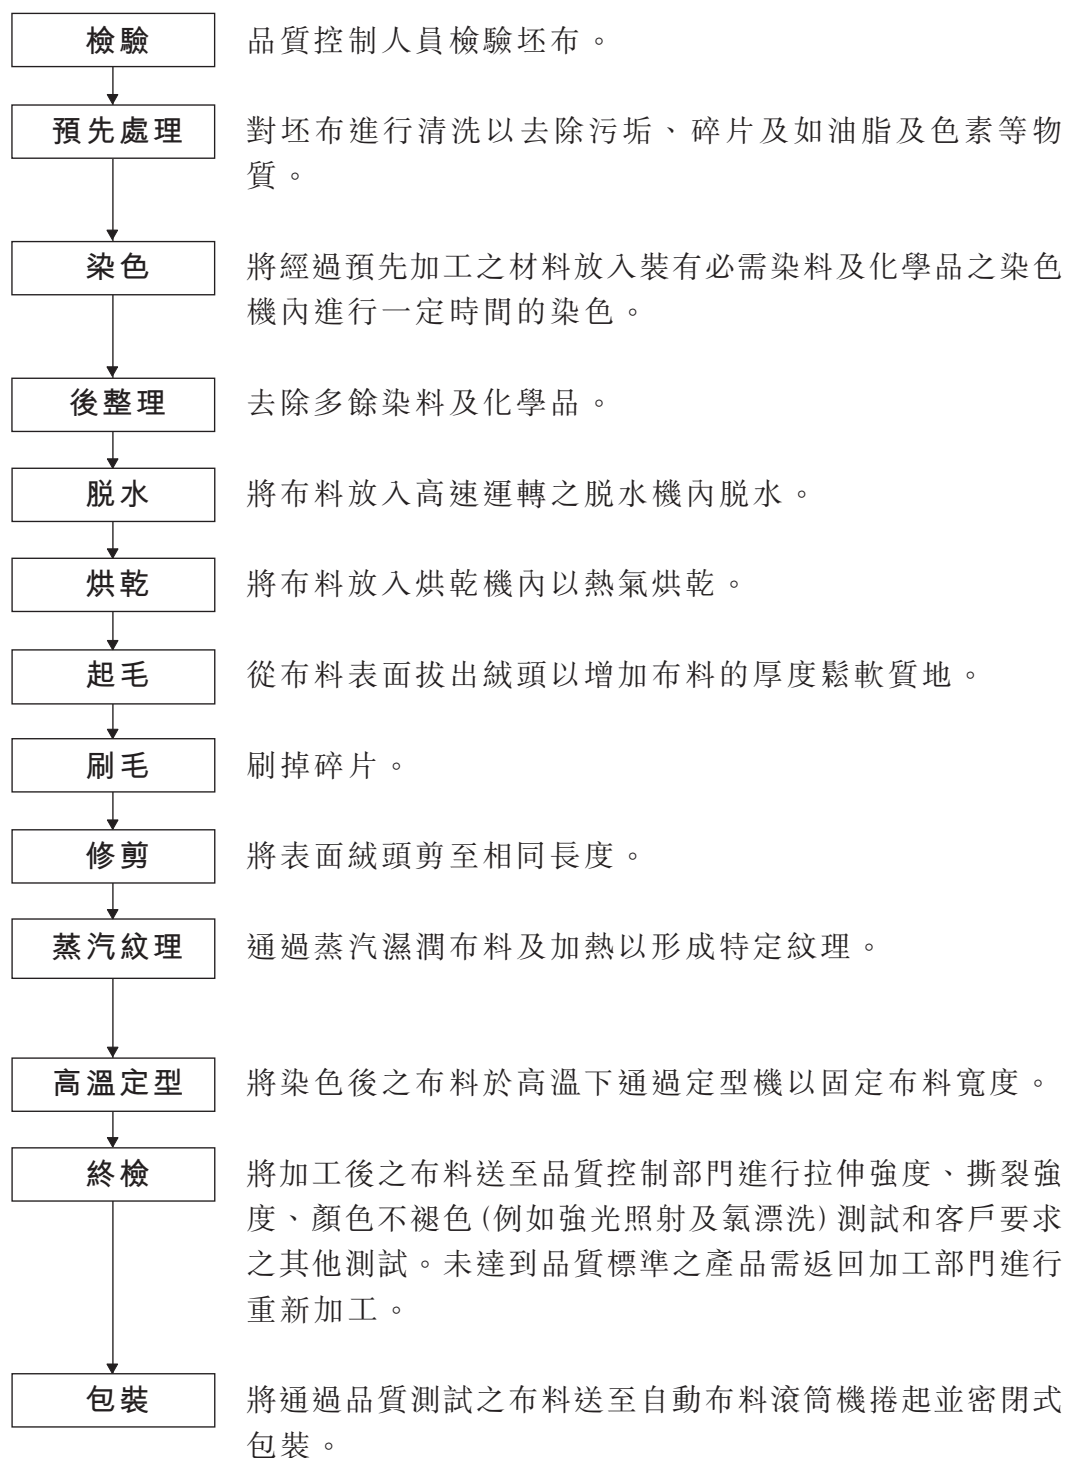 檢驗 品質控制人員檢驗坯布。
預先處理 對坯布進行清洗以去除污垢、碎片及如油脂及色素等物
質。
染色 將經過預先加工之材料放入裝有必需染料及化學品之染色
機內進行一定時間的染色。
後整理 去除多餘染料及化學品。
脱水 將布料放入高速運轉之脱水機內脱水。
烘乾 將布料放入烘乾機內以熱氣烘乾。
起毛 從布料表面拔出絨頭以增加布料的厚度鬆軟質地。
刷毛 刷掉碎片。
修剪 將表面絨頭剪至相同長度。
蒸汽紋理 通過蒸汽濕潤布料及加熱以形成特定紋理。
高溫定型 將染色後之布料於高溫下通過定型機以固定布料寬度。
終檢 將加工後之布料送至品質控制部門進行拉伸強度、撕裂強
度、顏色不褪色(例如強光照射及氯漂洗)測試和客戶要求
之其他測試。未達到品質標準之產品需返回加工部門進行
重新加工。
包裝 將通過品質測試之布料送至自動布料滾筒機捲起並密閉式
包裝。